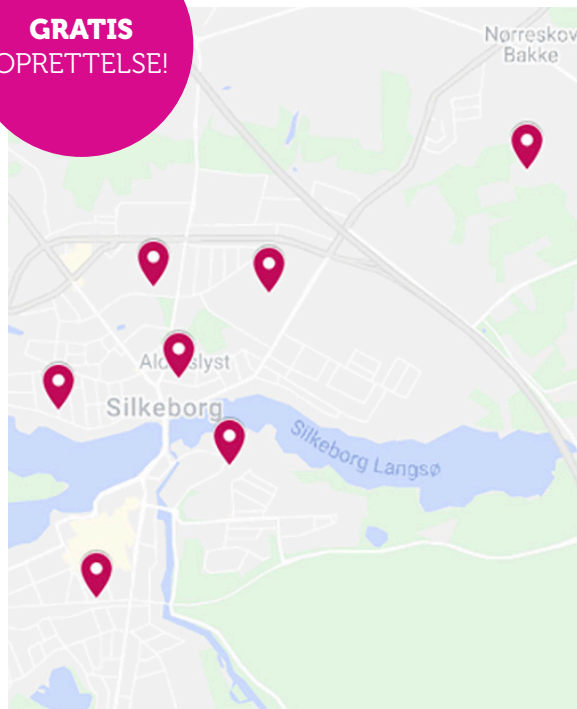 GRATIS
OPRETTELSE!
Nørreskov
Bakke
Silkeborg
Silkeborg Langsø